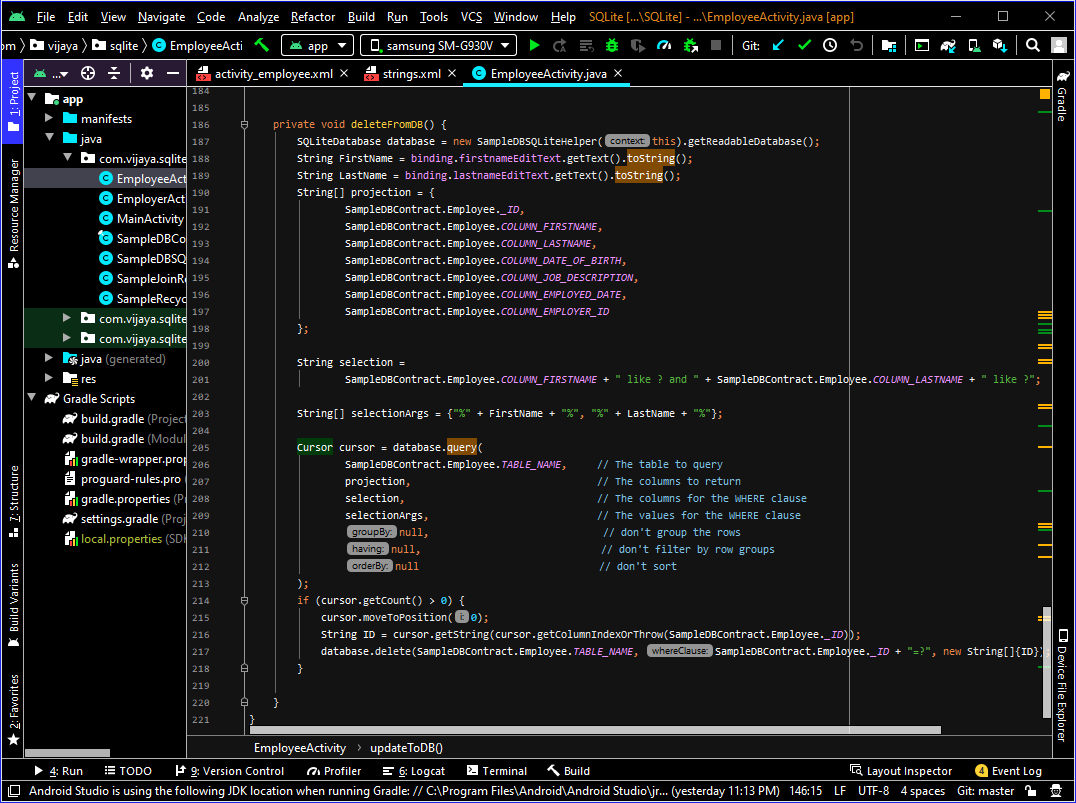 File Edit View Navigate Code Analyze Refactor Build Run Tools VCS Window Help SQLite [...\SQLite] - ...\EmployeeActivity.java [app]
om vijaya sqlite EmployeeActi app samsung SM-G930V Git:
... activity_employee.xml strings.xml EmployeeActivity.java
1: Project
Resource Manager
7: Structure
Build Variants
2: Favorites
app
manifests
java
com.vijaya.sqlite
EmployeeAct
EmployerAct
MainActivity
SampleDBCo
SampleDBSQ
SampleJoinRe
SampleRecyc
com.vijaya.sqlite
com.vijaya.sqlite
java (generated)
res
Gradle Scripts
build.gradle (Project
build.gradle (Modul
gradle-wrapper.prop
proguard-rules.pro
gradle.properties (P
settings.gradle (Proj
local.properties (SDK
184
185
186 private void deleteFromDB() {
187 SQLiteDatabase database = new SampleDBSQLiteHelper( context: this).getReadableDatabase();
188 String FirstName = binding.firstnameEditText.getText().toString();
189 String LastName = binding.lastnameEditText.getText().toString();
190 String[] projection = {
191 SampleDBContract.Employee._ID,
192 SampleDBContract.Employee.COLUMN_FIRSTNAME,
193 SampleDBContract.Employee.COLUMN_LASTNAME,
194 SampleDBContract.Employee.COLUMN_DATE_OF_BIRTH,
195 SampleDBContract.Employee.COLUMN_JOB_DESCRIPTION,
196 SampleDBContract.Employee.COLUMN_EMPLOYED_DATE,
197 SampleDBContract.Employee.COLUMN_EMPLOYER_ID
198 };
199
200 String selection =
201 SampleDBContract.Employee.COLUMN_FIRSTNAME + " like ? and " + SampleDBContract.Employee.COLUMN_LASTNAME + " like ?";
202
203 String[] selectionArgs = {"%" + FirstName + "%", "%" + LastName + "%"};
204
205 Cursor cursor = database.query(
206 SampleDBContract.Employee.TABLE_NAME, // The table to query
207 projection, // The columns to return
208 selection, // The columns for the WHERE clause
209 selectionArgs, // The values for the WHERE clause
210 groupBy: null, // don't group the rows
211 having: null, // don't filter by row groups
212 orderBy: null // don't sort
213 );
214 if (cursor.getCount() > 0) {
215 cursor.moveToPosition( i: 0);
216 String ID = cursor.getString(cursor.getColumnIndexOrThrow(SampleDBContract.Employee._ID));
217 database.delete(SampleDBContract.Employee.TABLE_NAME, whereClause: SampleDBContract.Employee._ID + "=?", new String[]{ID});
218 }
219
220 }
221 }
EmployeeActivity updateToDB()
Gradle
Device File Explorer
4: Run TODO 9: Version Control Profiler 6: Logcat Terminal Build Layout Inspector 4 Event Log
Android Studio is using the following JDK location when running Gradle: // C:\Program Files\Android\Android Studio\jr... (yesterday 11:13 PM) 146:15 LF UTF-8 4 spaces Git: master